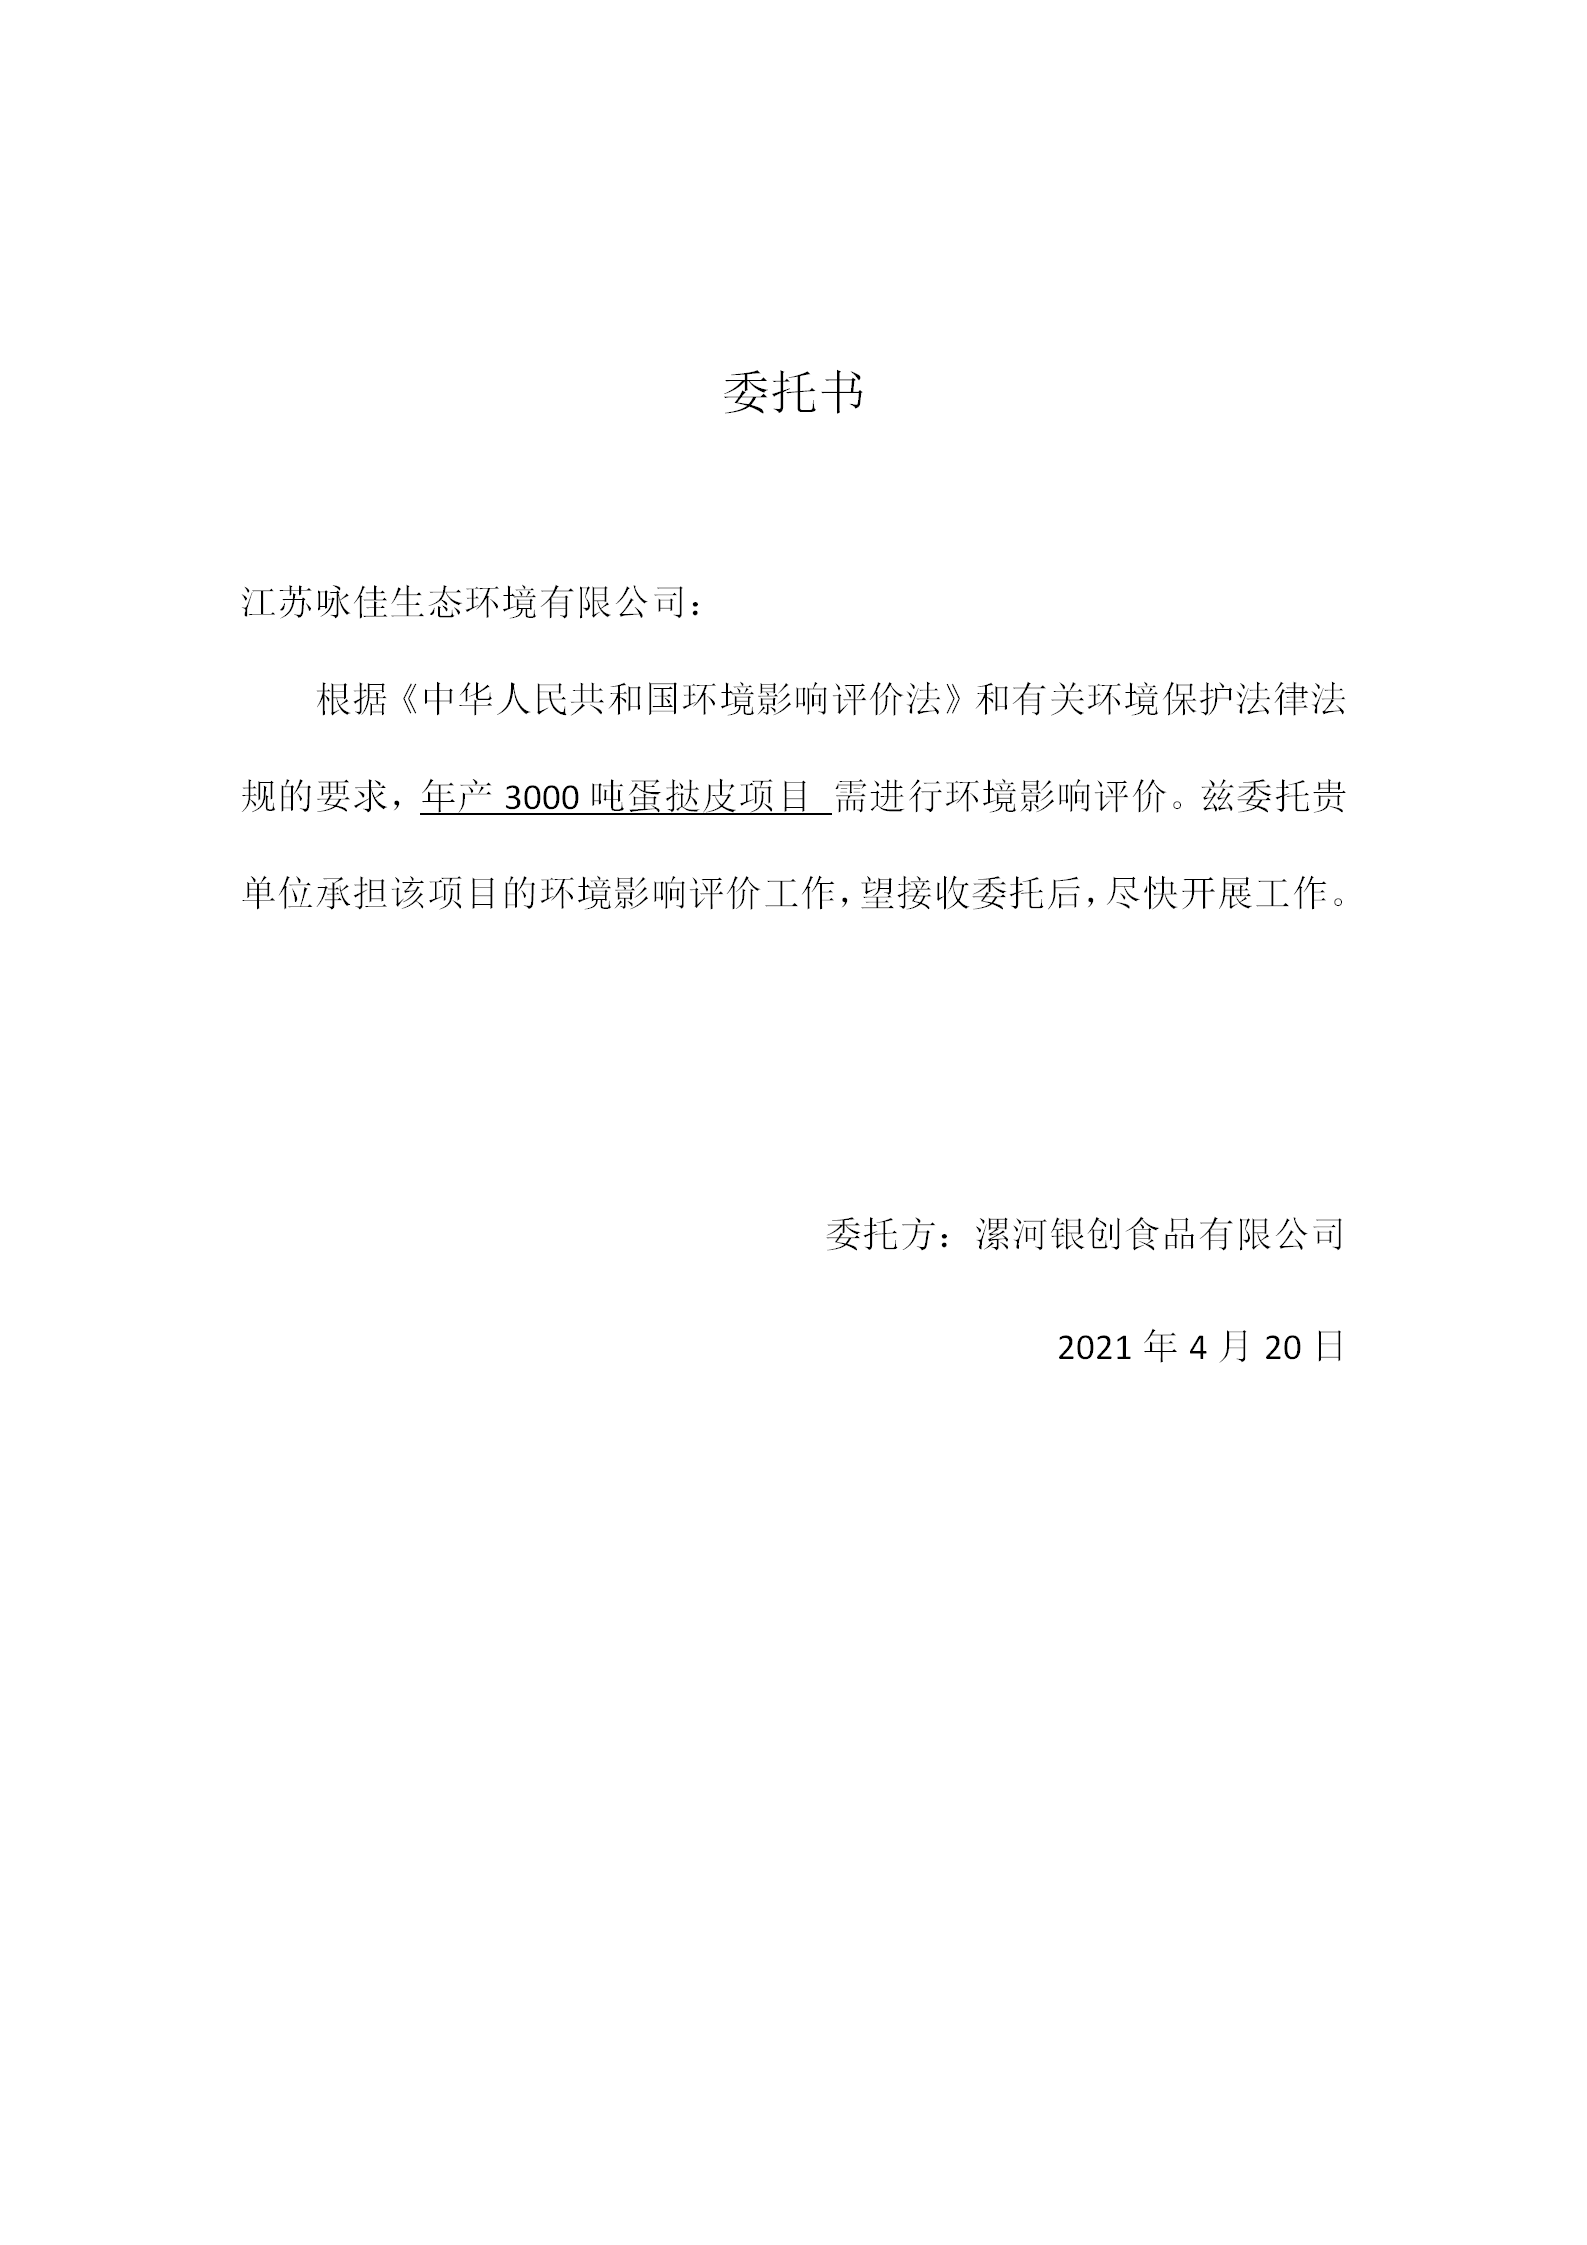 委托书
江苏咏佳生态环境有限公司：
根据《中华人民共和国环境影响评价法》和有关环境保护法律法
规的要求，年产 3000 吨蛋挞皮项目 需进行环境影响评价。兹委托贵
单位承担该项目的环境影响评价工作，望接收委托后，尽快开展工作。
委托方：漯河银创食品有限公司
2021 年 4 月 20 日